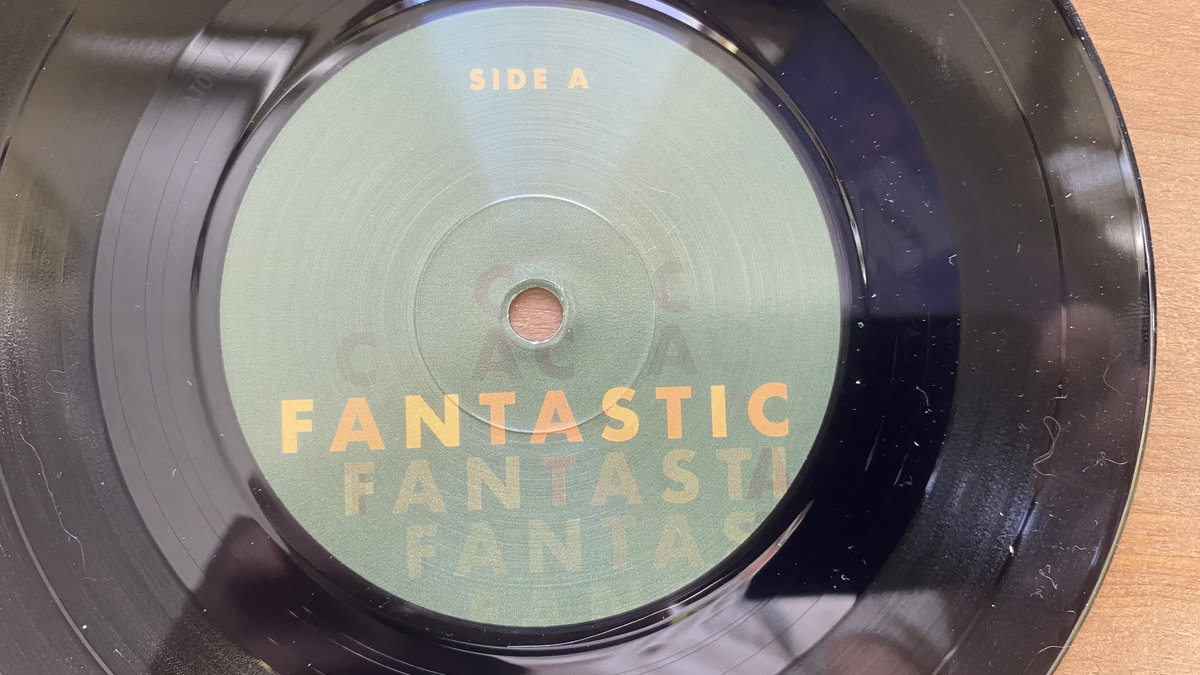 SIDE A
C C
C A C A
FANTASTIC
FANTASTI
FANTAS